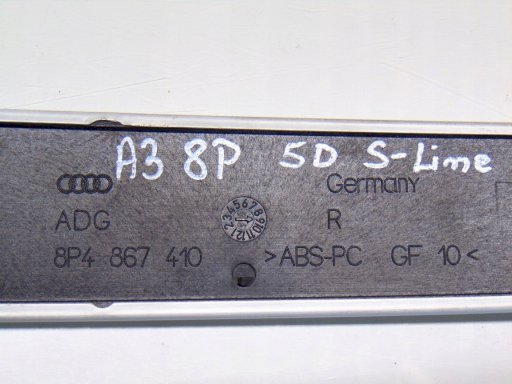 A3 8P 5D S-Line
Germany
ADG R
8P4 867 410 >ABS-PC GF 10<